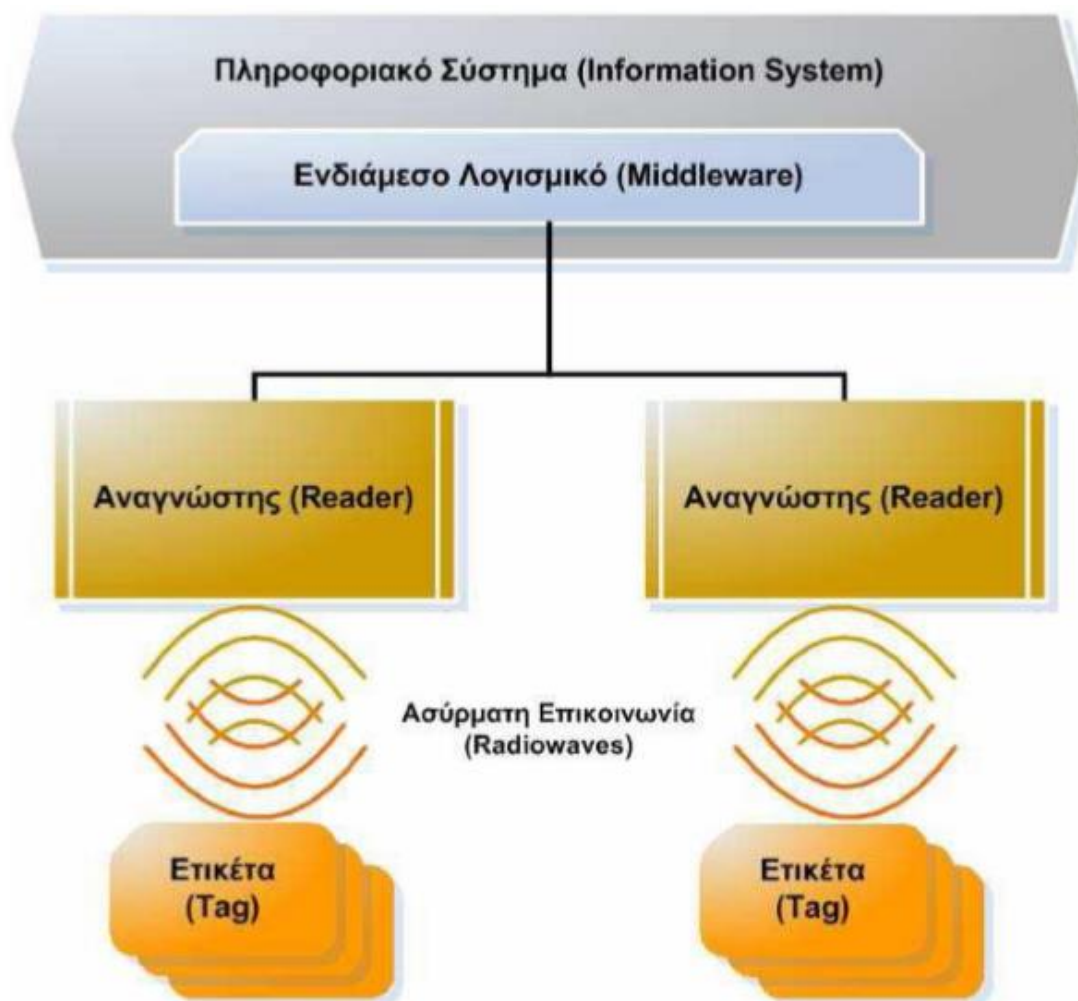 Πληροφοριακό Σύστημα (Information System)
Ενδιάμεσο Λογισμικό (Middleware)
Αναγνώστης (Reader)
Αναγνώστης (Reader)
Ασύρματη Επικοινωνία
(Radiowaves)
Ετικέτα
(Tag)
Ετικέτα
(Tag)